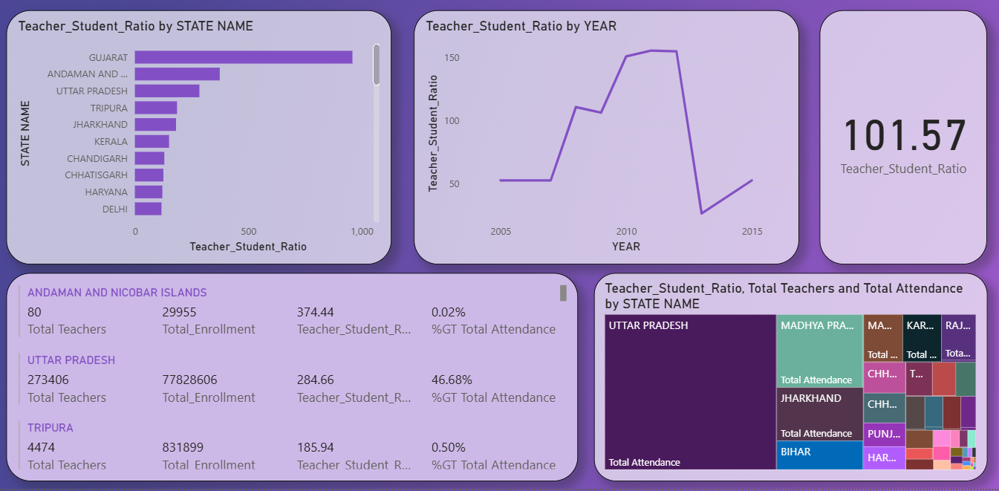 Teacher_Student_Ratio by STATE NAME
STATE NAME
GUJARAT
ANDAMAN AND ...
UTTAR PRADESH
TRIPURA
JHARKHAND
KERALA
CHANDIGARH
CHHATISGARH
HARYANA
DELHI
0 500 1,000
Teacher_Student_Ratio
Teacher_Student_Ratio by YEAR
Teacher_Student_Ratio
150
100
50
2005 2010 2015
YEAR
101.57
Teacher_Student_Ratio
ANDAMAN AND NICOBAR ISLANDS
80 29955 374.44 0.02%
Total Teachers Total_Enrollment Teacher_Student_R... %GT Total Attendance
UTTAR PRADESH
273406 77828606 284.66 46.68%
Total Teachers Total_Enrollment Teacher_Student_R... %GT Total Attendance
TRIPURA
4474 831899 185.94 0.50%
Total Teachers Total_Enrollment Teacher_Student_R... %GT Total Attendance
Teacher_Student_Ratio, Total Teachers and Total Attendance
by STATE NAME
UTTAR PRADESH
Total Attendance
MADHYA PRA...
Total Attendance
JHARKHAND
Total Attendance
BIHAR
MA...
Total ...
KAR...
Total ...
RAJ...
Tota...
CHH...
T...
CHH...
PUNJ...
HAR...